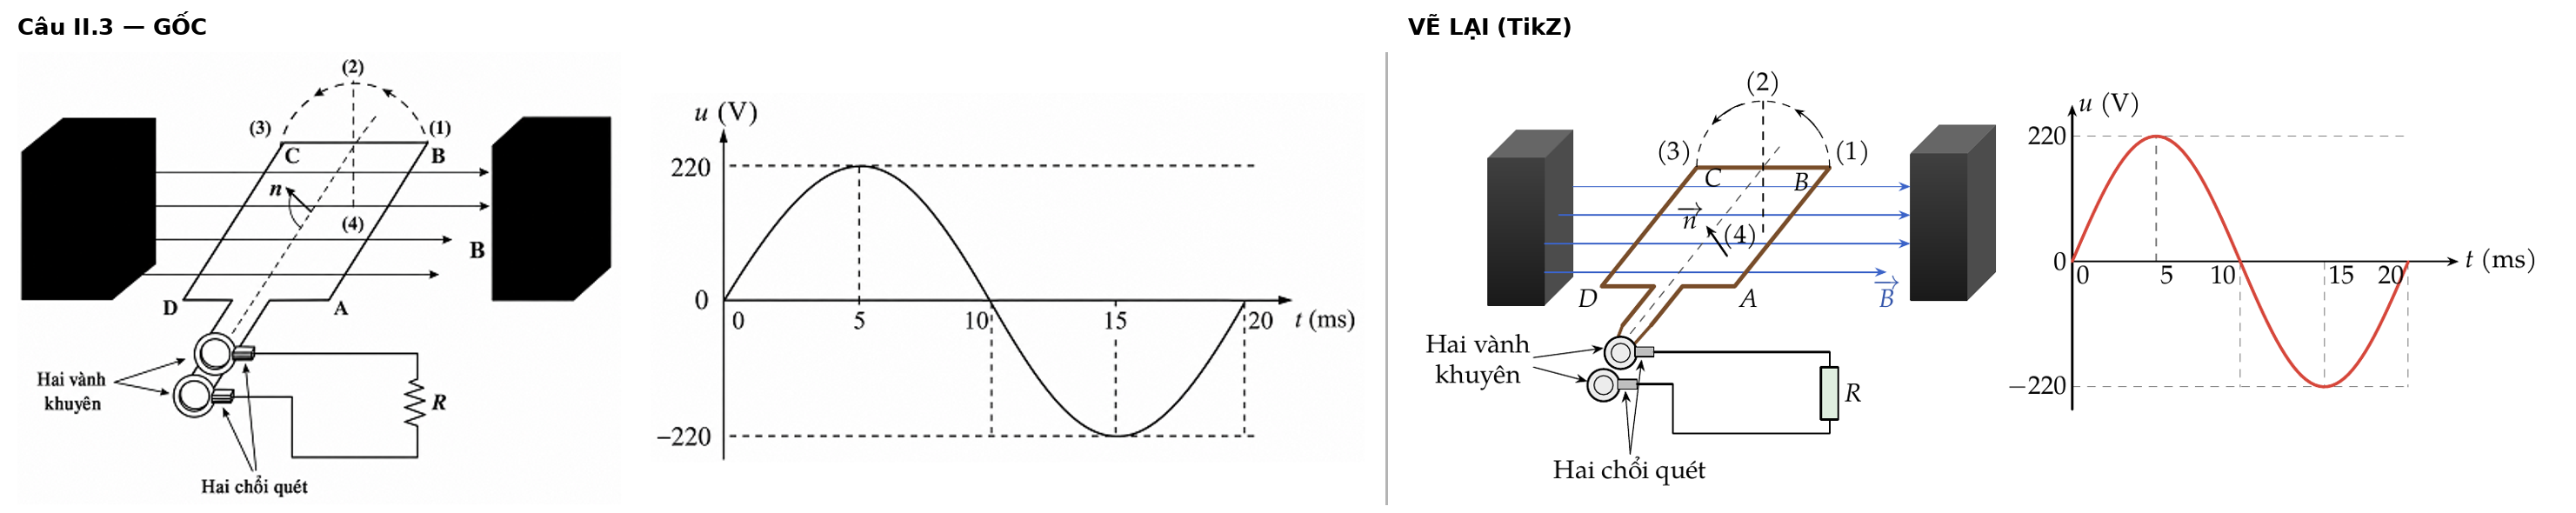 Câu II.3 — GỐC
(2)
(3)
(1)
C
B
n
(4)
B
D
A
Hai vành
khuyên
R
Hai chổi quét
u (V)
220
0
0
5
10
15
20
t (ms)
−220
VẼ LẠI (TikZ)
(2)
(3)
(1)
C
B
n
(4)
D
A
B
Hai vành
khuyên
R
Hai chổi quét
u (V)
220
0
0
5
10
15
20
t (ms)
−220